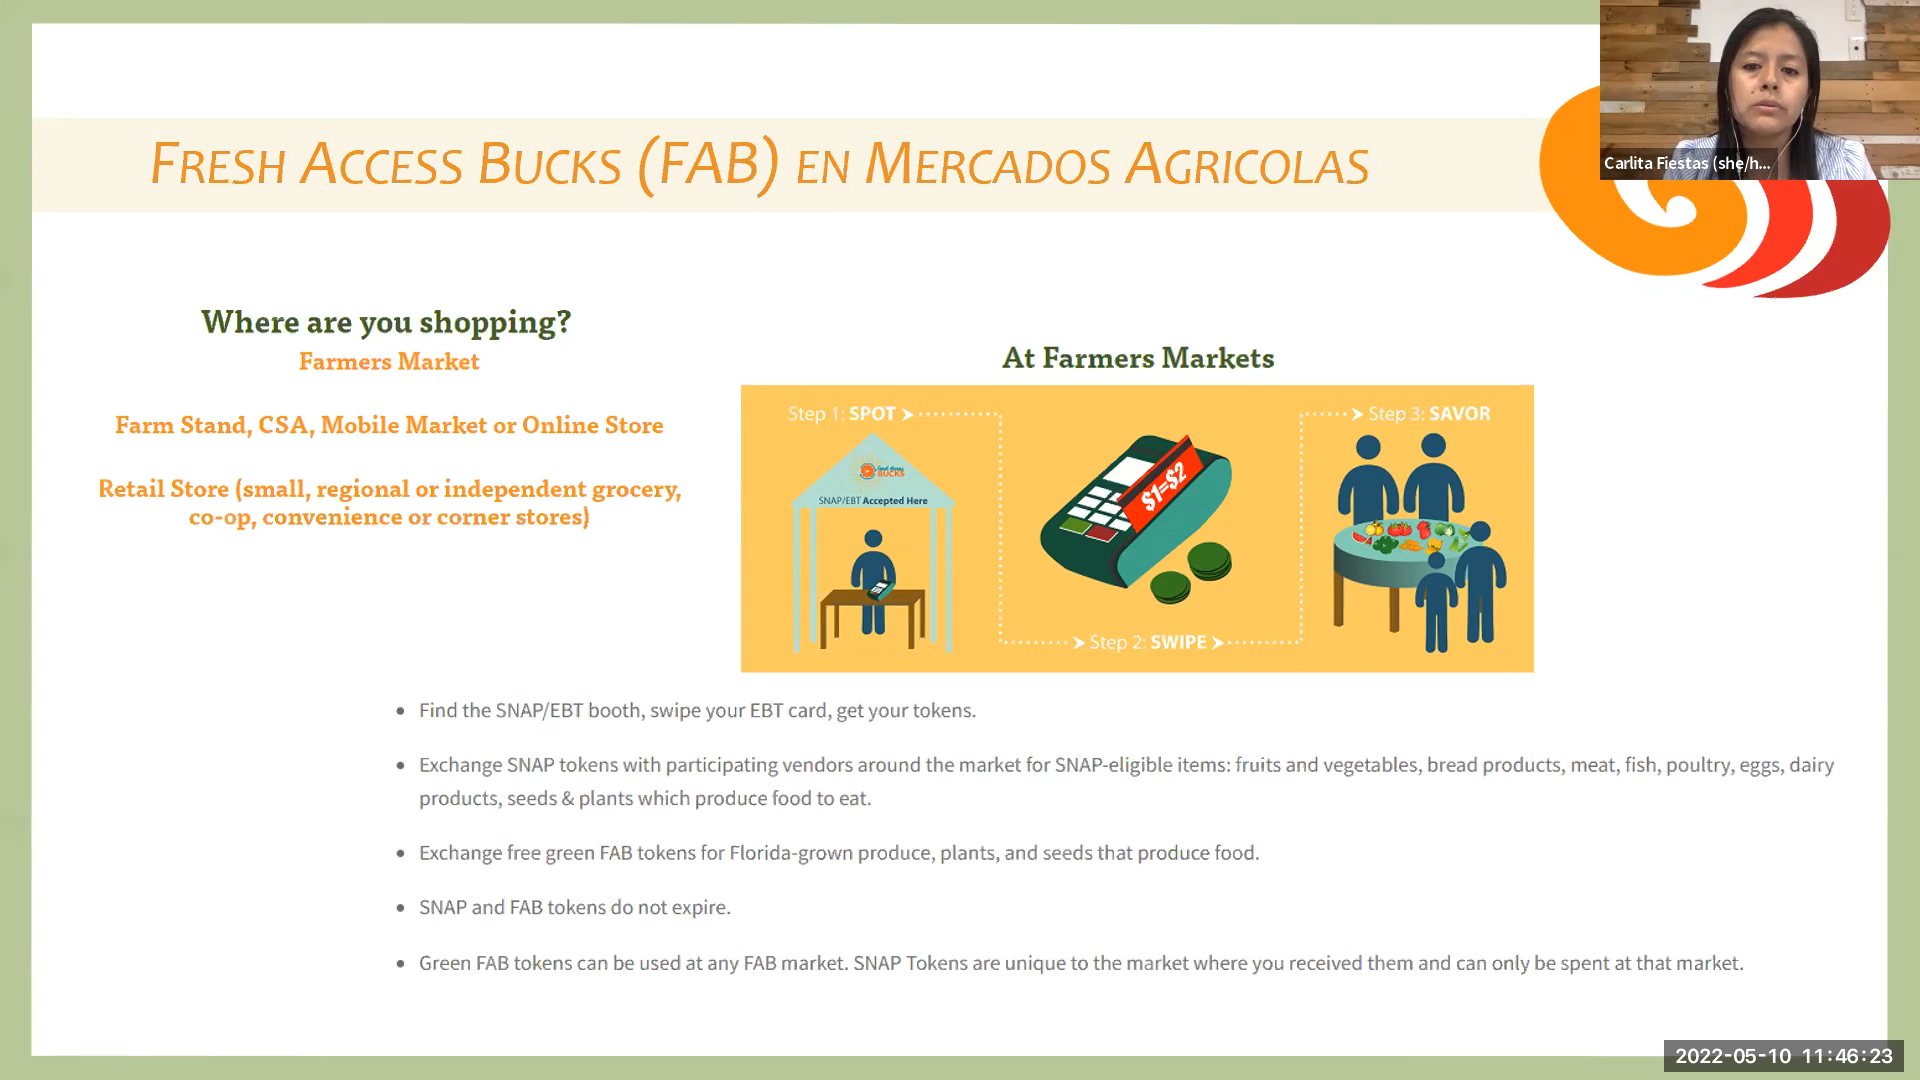 FRESH ACCESS BUCKS (FAB) EN MERCADOS AGRICOLAS
Carlita Fiestas (she/h...
Where are you shopping?
Farmers Market
Farm Stand, CSA, Mobile Market or Online Store
Retail Store (small, regional or independent grocery,
co-op, convenience or corner stores)
At Farmers Markets
Step 1: SPOT
BUCKS
SNAP/EBT Accepted Here
$1=$2
Step 2: SWIPE
Step 3: SAVOR
• Find the SNAP/EBT booth, swipe your EBT card, get your tokens.
• Exchange SNAP tokens with participating vendors around the market for SNAP-eligible items: fruits and vegetables, bread products, meat, fish, poultry, eggs, dairy
products, seeds & plants which produce food to eat.
• Exchange free green FAB tokens for Florida-grown produce, plants, and seeds that produce food.
• SNAP and FAB tokens do not expire.
• Green FAB tokens can be used at any FAB market. SNAP Tokens are unique to the market where you received them and can only be spent at that market.
2022-05-10 11:46:23